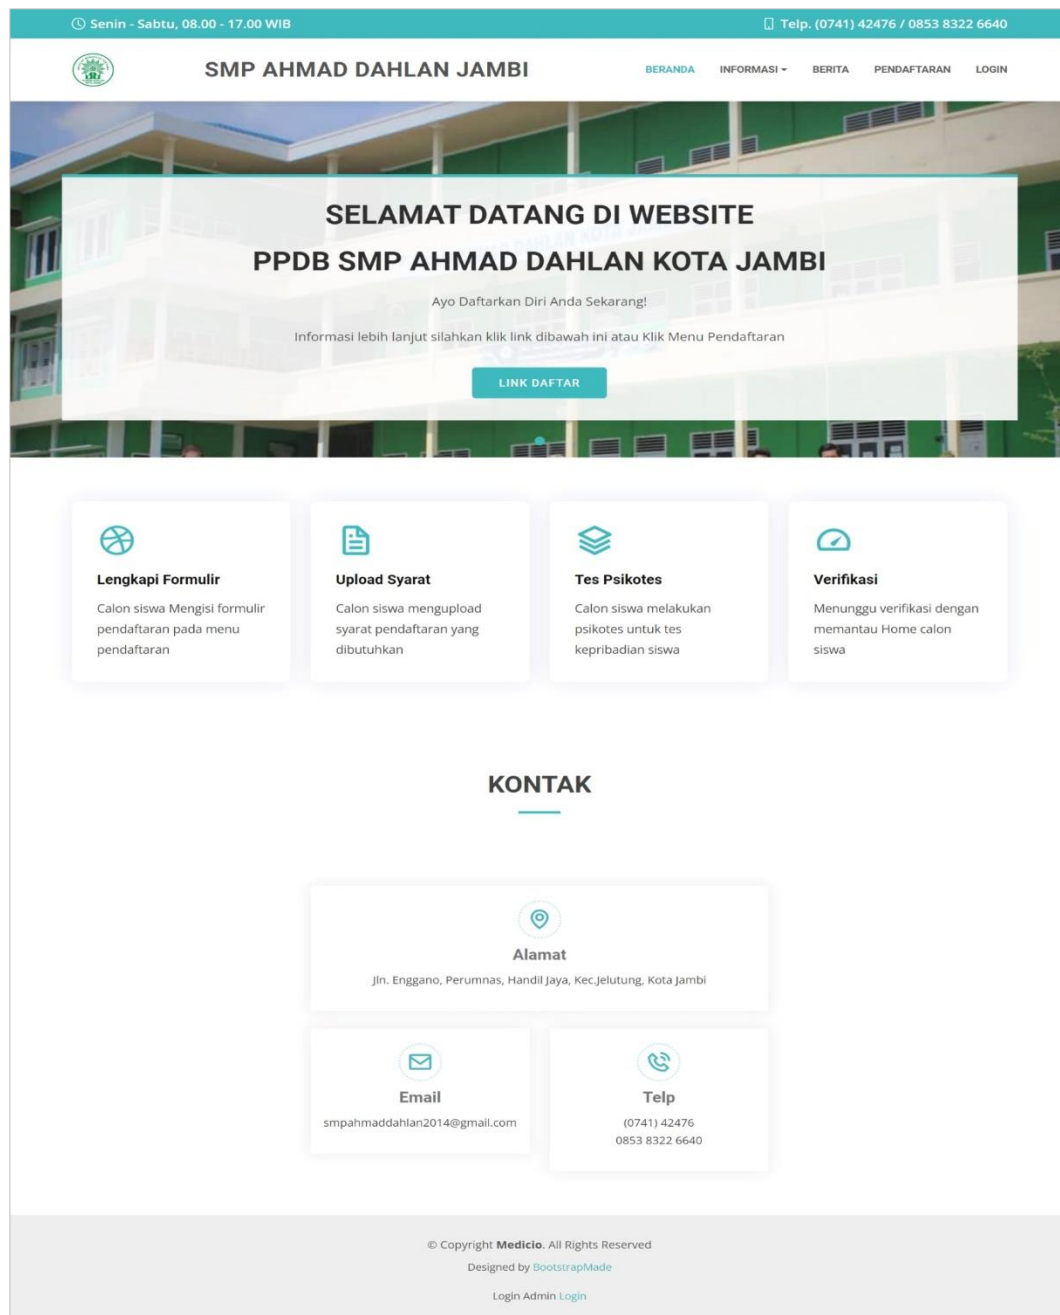 Senin - Sabtu, 08.00 - 17.00 WIB
Telp. (0741) 42476 / 0853 8322 6640
SMP AHMAD DAHLAN JAMBI
BERANDA
INFORMASI
BERITA
PENDAFTARAN
LOGIN
SELAMAT DATANG DI WEBSITE
PPDB SMP AHMAD DAHLAN KOTA JAMBI
Ayo Daftarkan Diri Anda Sekarang!
Informasi lebih lanjut silahkan klik link dibawah ini atau Klik Menu Pendaftaran
LINK DAFTAR
Lengkapi Formulir
Calon siswa Mengisi formulir
pendaftaran pada menu
pendaftaran
Upload Syarat
Calon siswa mengupload
syarat pendaftaran yang
dibutuhkan
Tes Psikotes
Calon siswa melakukan
psikotes untuk tes
kepribadian siswa
Verifikasi
Menunggu verifikasi dengan
memantau Home calon
siswa
KONTAK
Alamat
Jln. Enggano, Perumnas, Handil Jaya, Kec.Jelutung, Kota Jambi
Email
smpahmaddahlan2014@gmail.com
Telp
(0741) 42476
0853 8322 6640
© Copyright Medicio. All Rights Reserved
Designed by BootstrapMade
Login Admin Login